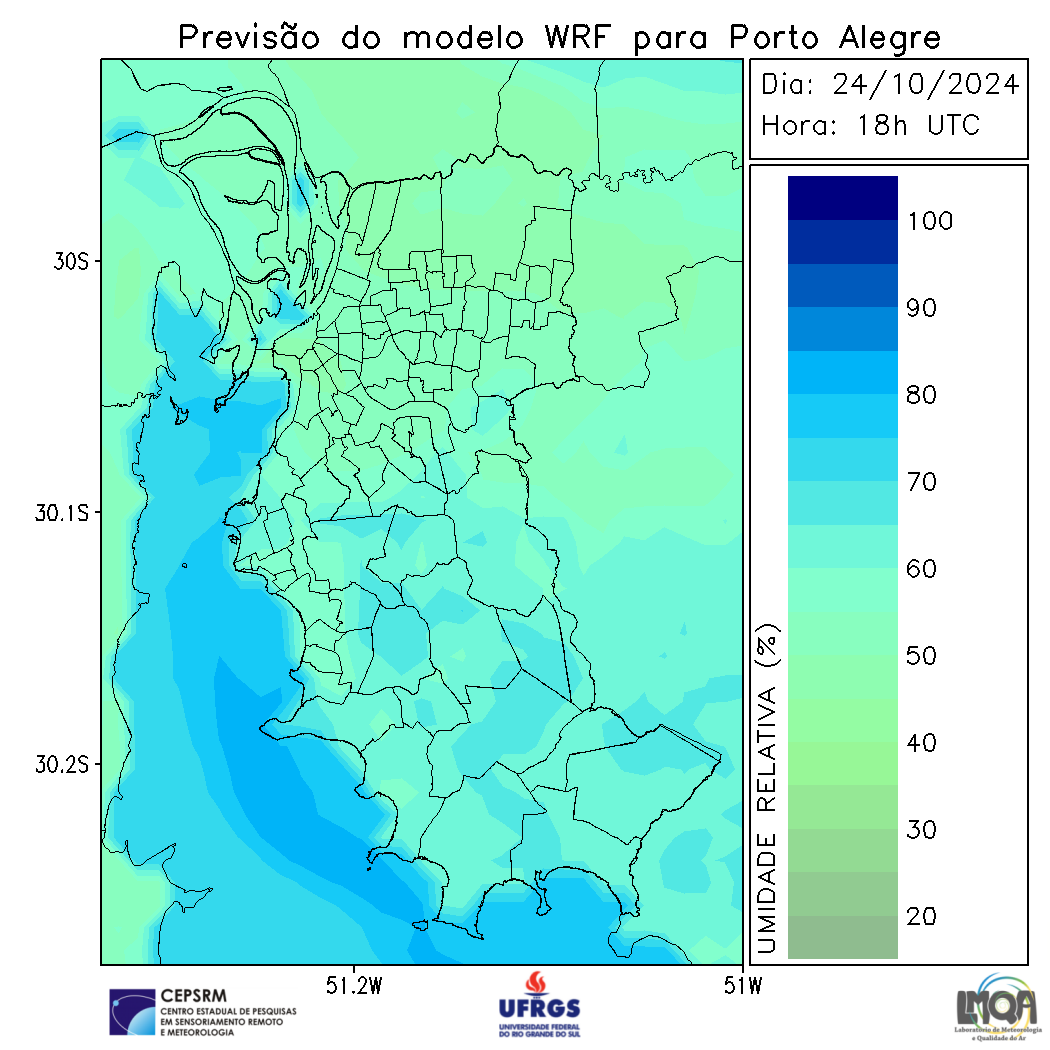 Previsão do modelo WRF para Porto Alegre
Dia: 24/10/2024
Hora: 18h UTC
30S
30.1S
30.2S
51.2W
51W
UMIDADE RELATIVA (%)
100
90
80
70
60
50
40
30
20
CEPSRM
CENTRO ESTADUAL DE PESQUISAS
EM SENSORIAMENTO REMOTO
E METEOROLOGIA
UFRGS
UNIVERSIDADE FEDERAL
DO RIO GRANDE DO SUL
LMQA
Laboratório de Meteorologia
e Qualidade do Ar